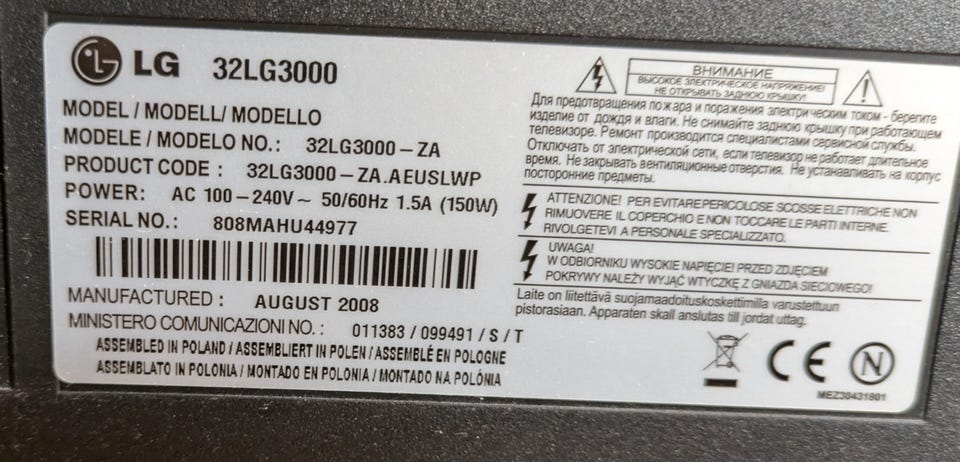 LG 32LG3000
MODEL / MODELL/ MODELLO
MODELE / MODELO NO. : 32LG3000 – ZA
PRODUCT CODE : 32LG3000 – ZA.AEUSLWP
POWER: AC 100 – 240V ~ 50/60Hz 1.5A (150W)
SERIAL NO. : 808MAHU44977
MANUFACTURED : AUGUST 2008
MINISTERO COMUNICAZIONI NO. : 011383 / 099491 / S / T
ASSEMBLED IN POLAND / ASSEMBLIERT IN POLEN / ASSEMBLÉ EN POLOGNE
ASSEMBLATO IN POLONIA / MONTADO EN POLONIA / MONTADO NA POLÓNIA
ВНИМАНИЕ
ВЫСОКОЕ ЭЛЕКТРИЧЕСКОЕ НАПРЯЖЕНИЕ!
НЕ ОТКРЫВАТЬ ЗАДНЮЮ КРЫШКУ!
Для предотвращения пожара и поражения электрическим током - берегите
изделие от дождя и влаги. Не снимайте заднюю крышку при работающем
телевизоре. Ремонт производится специалистами сервисной службы.
Отключать от электрической сети, если телевизор не работает длительное
время. Не закрывать вентиляционные отверстия. Не устанавливать на корпус
посторонние предметы.
ATTENZIONE! PER EVITARE PERICOLOSE SCOSSE ELETTRICHE NON
RIMUOVERE IL COPERCHIO E NON TOCCARE LE PARTI INTERNE.
RIVOLGETEVI A PERSONALE SPECIALIZZATO.
UWAGA!
W ODBIORNIKU WYSOKIE NAPIĘCIE! PRZED ZDJĘCIEM
POKRYWY NALEŻY WYJĄĆ WTYCZKĘ Z GNIAZDA SIECIOWEGO!
Laite on liitettävä suojamaadoituskoskettimilla varustettuun
pistorasiaan. Apparaten skall anslutas till jordat uttag.
CE N
MEZ30431801